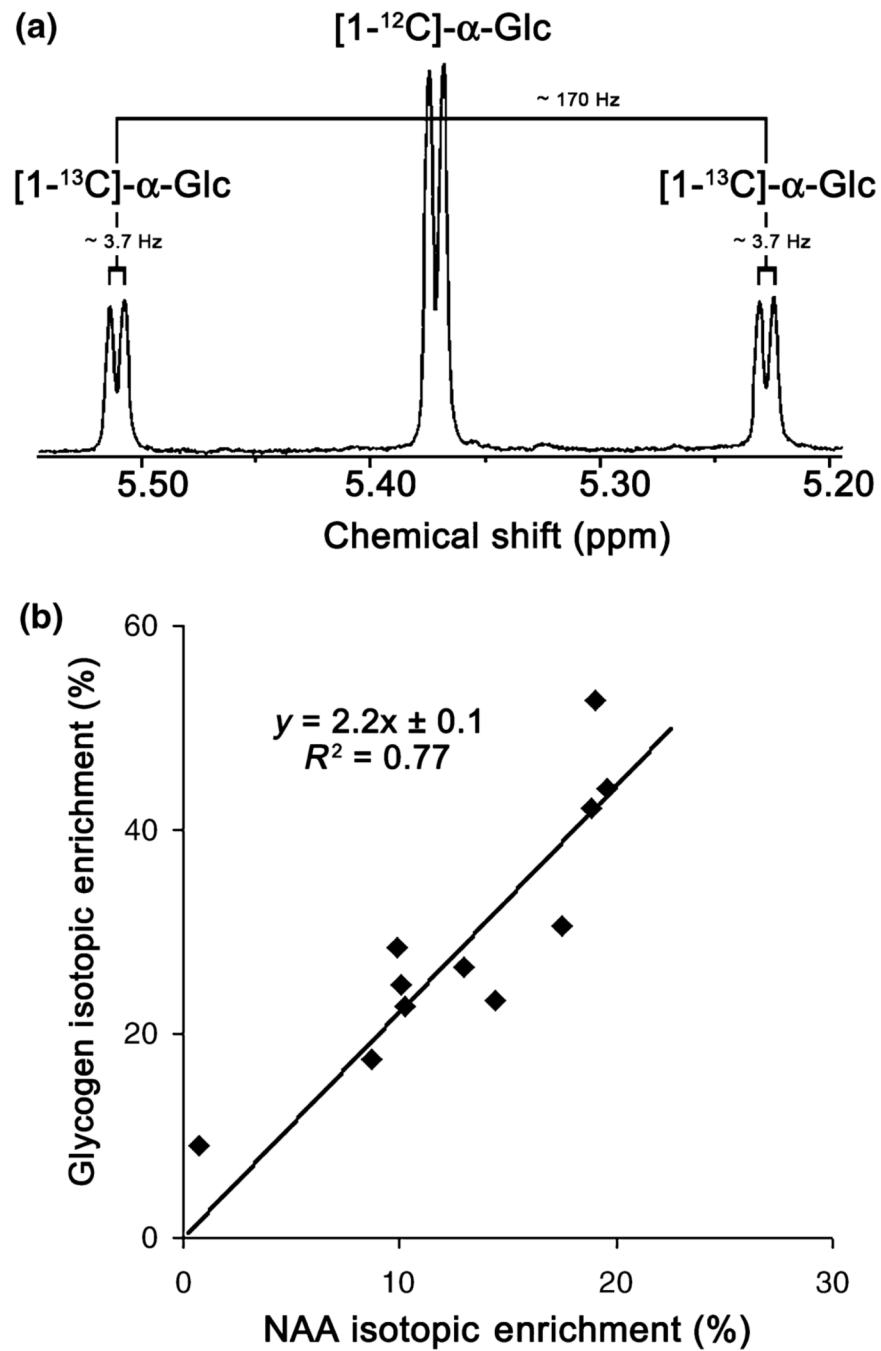 (a)
[1-¹²C]-α-Glc
~ 170 Hz
[1-¹³C]-α-Glc [1-¹³C]-α-Glc
~ 3.7 Hz ~ 3.7 Hz
5.50 5.40 5.30 5.20
Chemical shift (ppm)
(b)
60
y = 2.2x ± 0.1
R² = 0.77
40
Glycogen isotopic enrichment (%)
20
0
0 10 20 30
NAA isotopic enrichment (%)